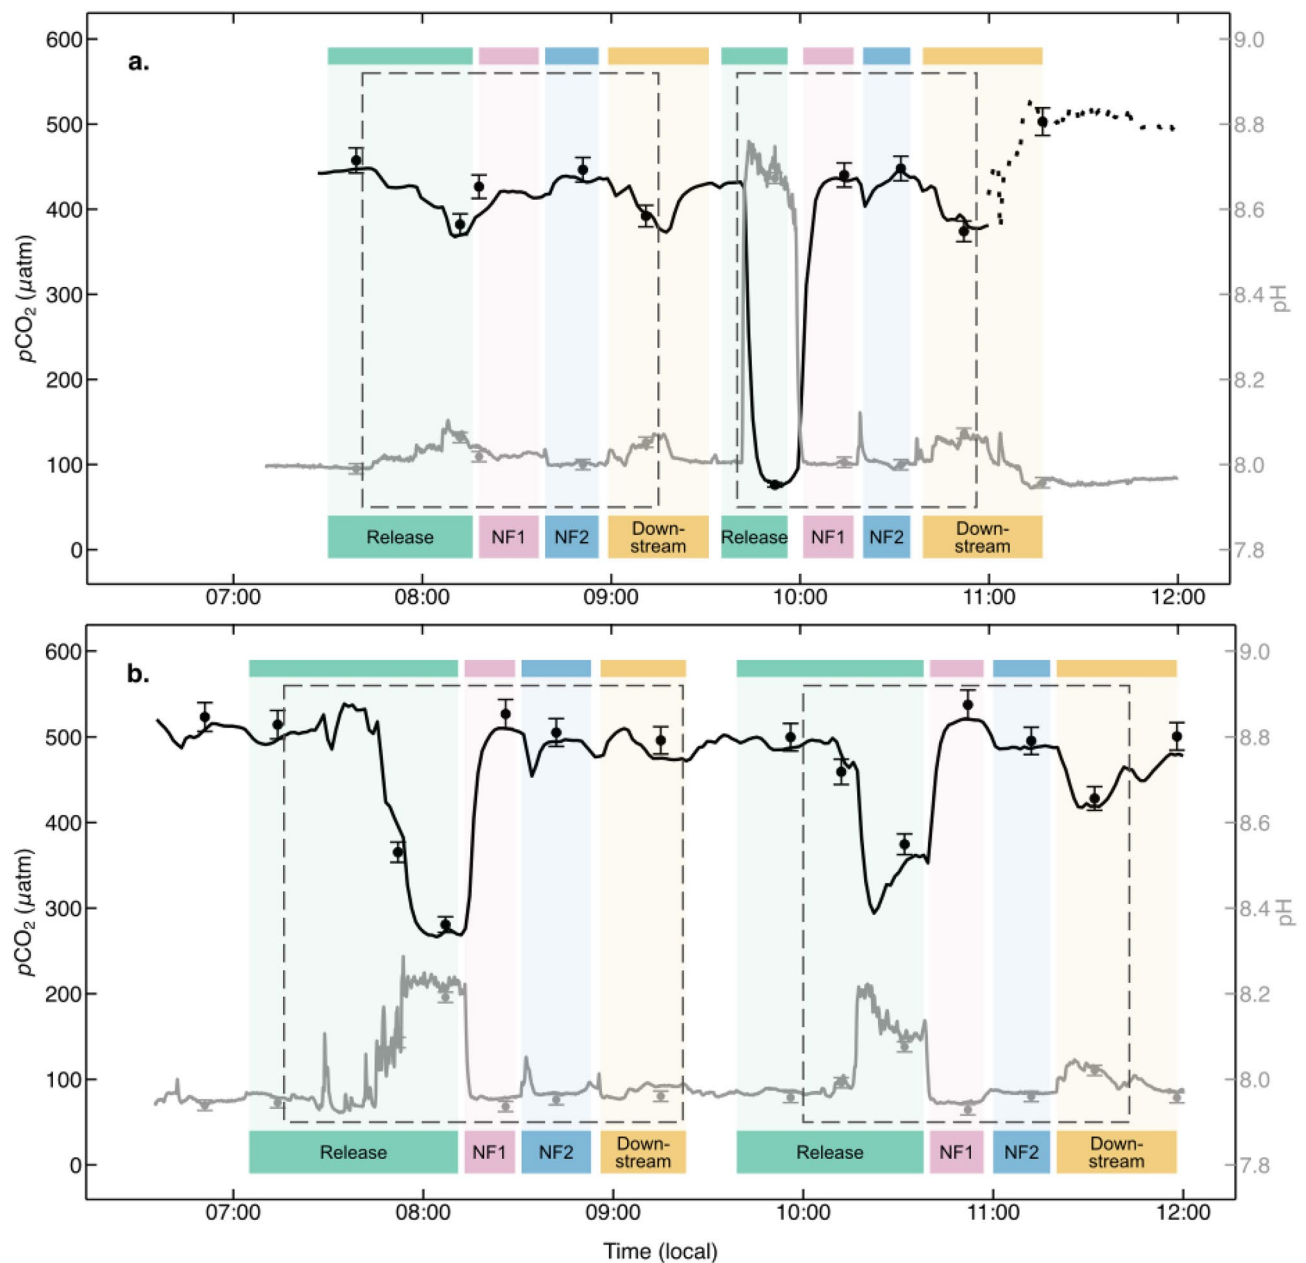 a.
600
500
400
300
200
100
0
pCO₂ (μatm)
9.0
8.8
8.6
8.4
8.2
8.0
7.8
pH
Release
NF1
NF2
Down-
stream
Release
NF1
NF2
Down-
stream
07:00
08:00
09:00
10:00
11:00
12:00
b.
600
500
400
300
200
100
0
pCO₂ (μatm)
9.0
8.8
8.6
8.4
8.2
8.0
7.8
pH
Release
NF1
NF2
Down-
stream
Release
NF1
NF2
Down-
stream
07:00
08:00
09:00
10:00
11:00
12:00
Time (local)